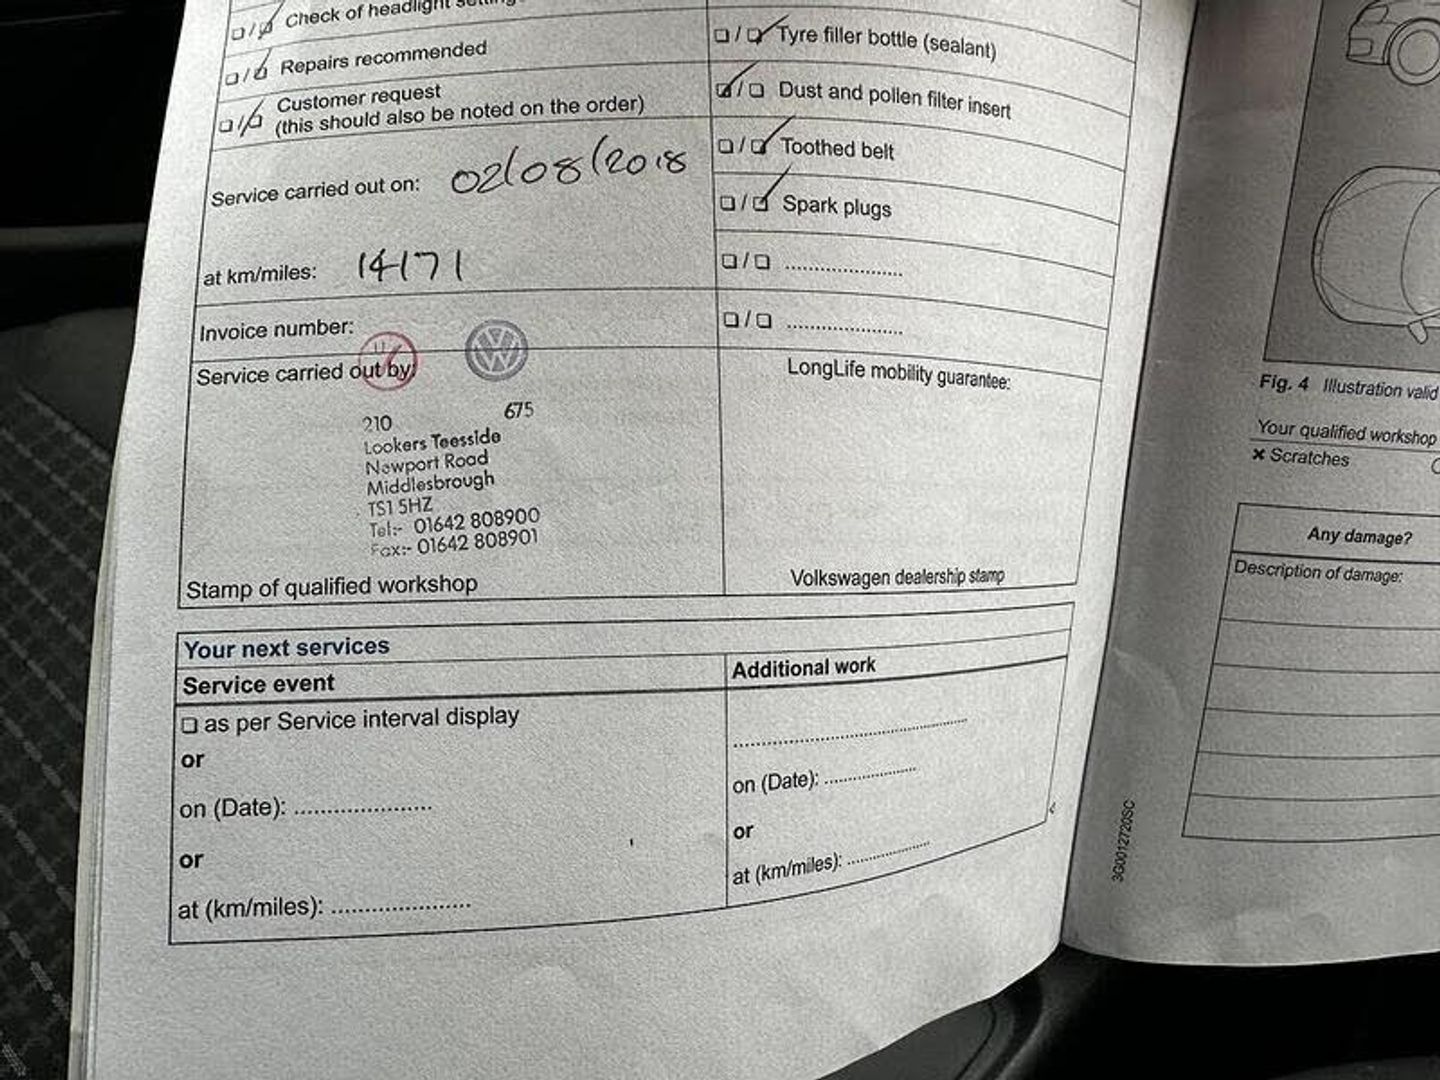 ☐/☑ Check of headlight setting
☐/☑ Repairs recommended
☐/☑ Customer request
(this should also be noted on the order)
Service carried out on: 02/08/2018
at km/miles: 14171
Invoice number:
Service carried out by:
210 675
Lookers Teesside
Newport Road
Middlesbrough
TS1 5HZ
Tel:- 01642 808900
Fax:- 01642 808901
Stamp of qualified workshop
☐/☑ Tyre filler bottle (sealant)
☑/☐ Dust and pollen filter insert
☐/☑ Toothed belt
☐/☑ Spark plugs
☐/☐ ......................
☐/☐ ......................
LongLife mobility guarantee:
Volkswagen dealership stamp
Your next services
Service event
☐ as per Service interval display
or
on (Date): .....................
or
at (km/miles): .....................
Additional work
.............................................
on (Date): .................
or
at (km/miles): ................
3G0012720SC
Fig. 4 Illustration valid
Your qualified workshop
× Scratches
Any damage?
Description of damage: